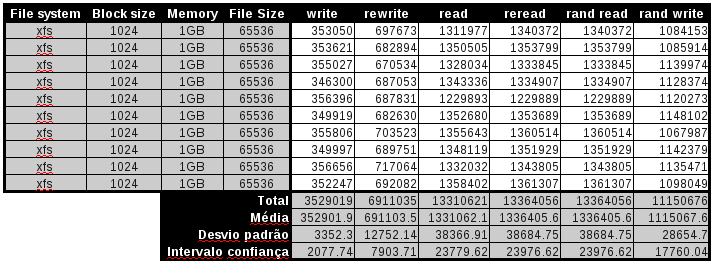 File system Block size Memory File Size write rewrite read reread rand read rand write
xfs 1024 1GB 65536 353050 697673 1311977 1340372 1340372 1084153
xfs 1024 1GB 65536 353621 682894 1350505 1353799 1353799 1085914
xfs 1024 1GB 65536 355027 670534 1328034 1333845 1333845 1139974
xfs 1024 1GB 65536 346300 687053 1343336 1334907 1334907 1128374
xfs 1024 1GB 65536 356396 687831 1229893 1229889 1229889 1120273
xfs 1024 1GB 65536 349919 682630 1352680 1353689 1353689 1148102
xfs 1024 1GB 65536 355806 703523 1355643 1360514 1360514 1067987
xfs 1024 1GB 65536 349997 689751 1348119 1351929 1351929 1142379
xfs 1024 1GB 65536 356656 717064 1332032 1343805 1343805 1135471
xfs 1024 1GB 65536 352247 692082 1358402 1361307 1361307 1098049
Total 3529019 6911035 13310621 13364056 13364056 11150676
Média 352901.9 691103.5 1331062.1 1336405.6 1336405.6 1115067.6
Desvio padrão 3352.3 12752.14 38366.91 38684.75 38684.75 28654.7
Intervalo confiança 2077.74 7903.71 23779.62 23976.62 23976.62 17760.04